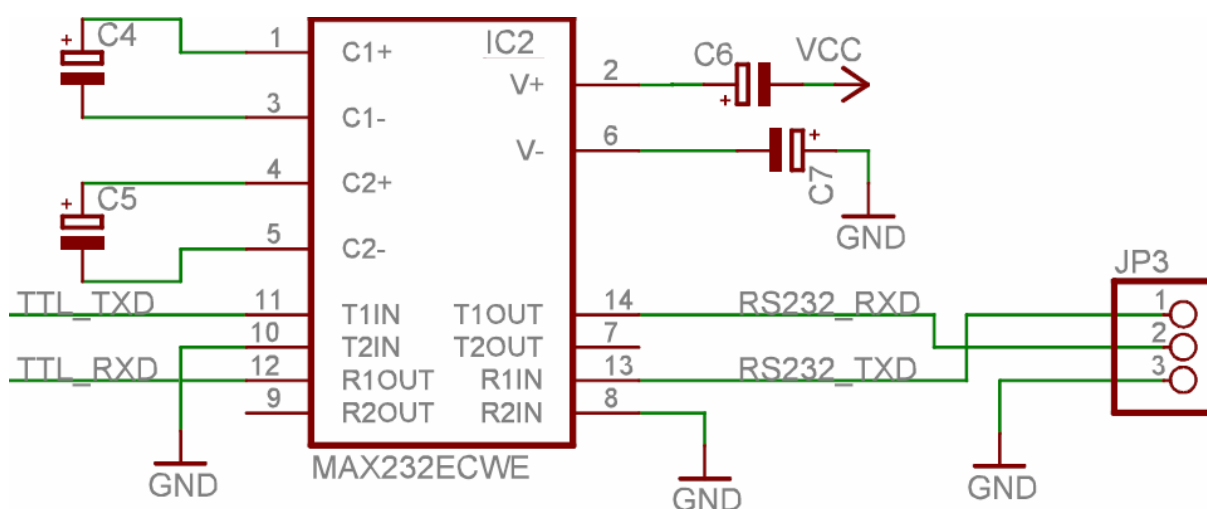 C4
+
1
C1+
IC2
C6
VCC
V+
2
+
3
C1-
V-
6
+
C7
4
C2+
C5
+
5
C2-
GND
JP3
TTL_TXD
11
T1IN
T1OUT
14
RS232_RXD
1
10
T2IN
T2OUT
7
2
TTL_RXD
12
R1OUT
R1IN
13
RS232_TXD
3
9
R2OUT
R2IN
8
MAX232ECWE
GND
GND
GND